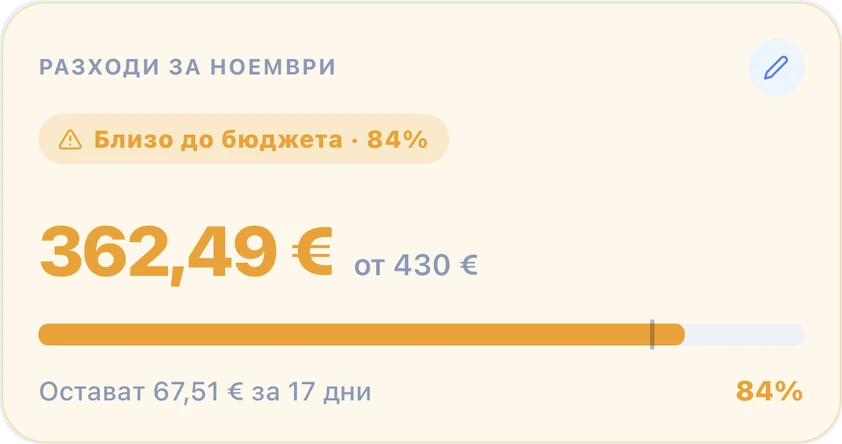 РАЗХОДИ ЗА НОЕМВРИ
Близо до бюджета · 84%
362,49 € от 430 €
Остават 67,51 € за 17 дни 84%